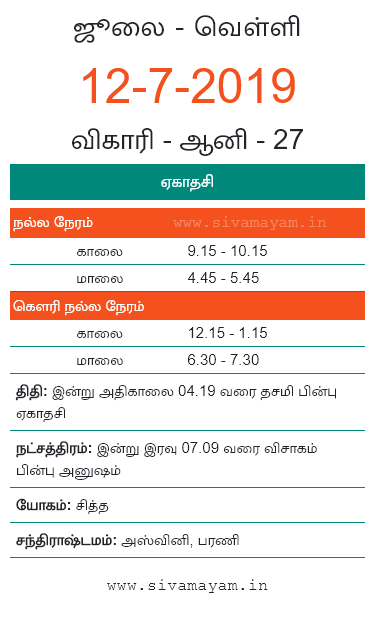 ஜூலை - வெள்ளி
12-7-2019
விகாரி - ஆனி - 27
ஏகாதசி
நல்ல நேரம் www.sivamayam.in
காலை 9.15 - 10.15
மாலை 4.45 - 5.45
கௌரி நல்ல நேரம்
காலை 12.15 - 1.15
மாலை 6.30 - 7.30
திதி: இன்று அதிகாலை 04.19 வரை தசமி பின்பு
ஏகாதசி
நட்சத்திரம்: இன்று இரவு 07.09 வரை விசாகம்
பின்பு அனுஷம்
யோகம்: சித்த
சந்திராஷ்டமம்: அஸ்வினி, பரணி
www.sivamayam.in